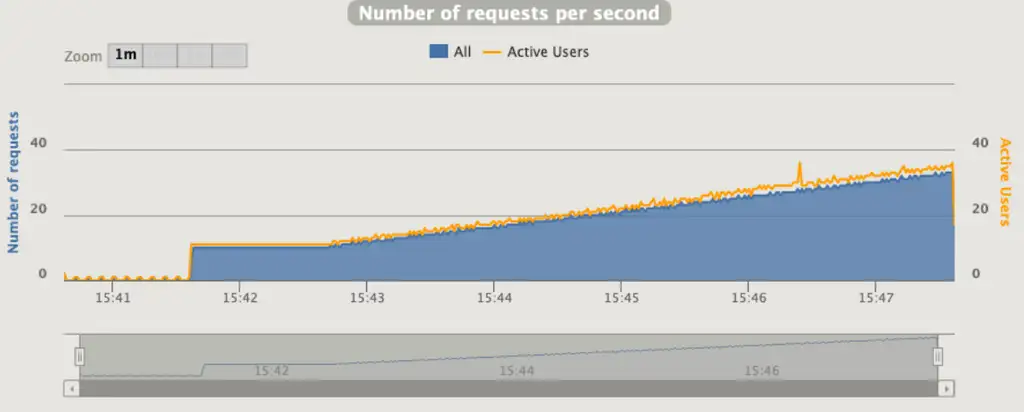 Number of requests per second
Zoom 1m
All Active Users
Number of requests
40
20
0
40
20
0
Active Users
15:41 15:42 15:43 15:44 15:45 15:46 15:47
15:42 15:44 15:46